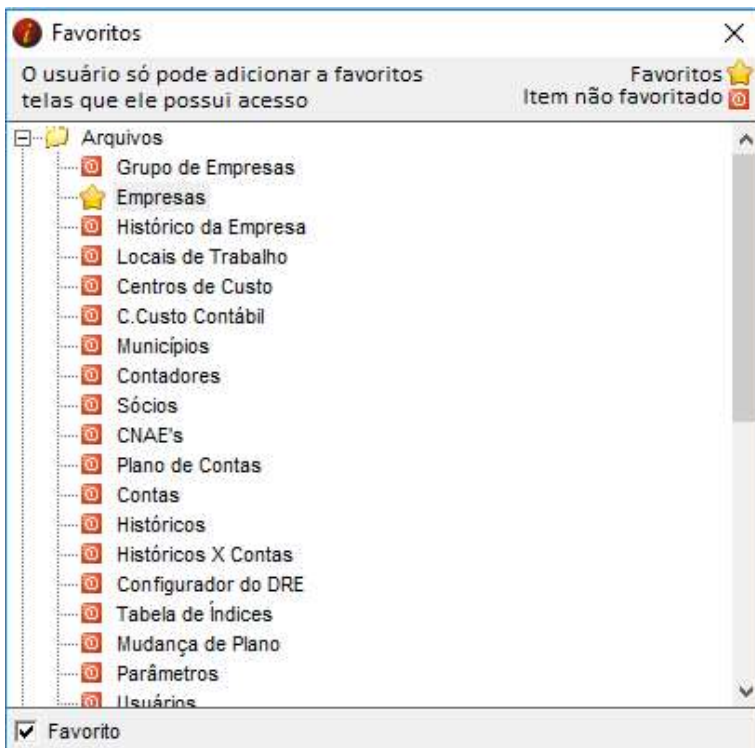 Favoritos
O usuário só pode adicionar a favoritos
telas que ele possui acesso
Favoritos
Item não favoritado
Arquivos
Grupo de Empresas
Empresas
Histórico da Empresa
Locais de Trabalho
Centros de Custo
C.Custo Contábil
Municípios
Contadores
Sócios
CNAE's
Plano de Contas
Contas
Históricos
Históricos X Contas
Configurador do DRE
Tabela de Índices
Mudança de Plano
Parâmetros
Usuários
Favorito